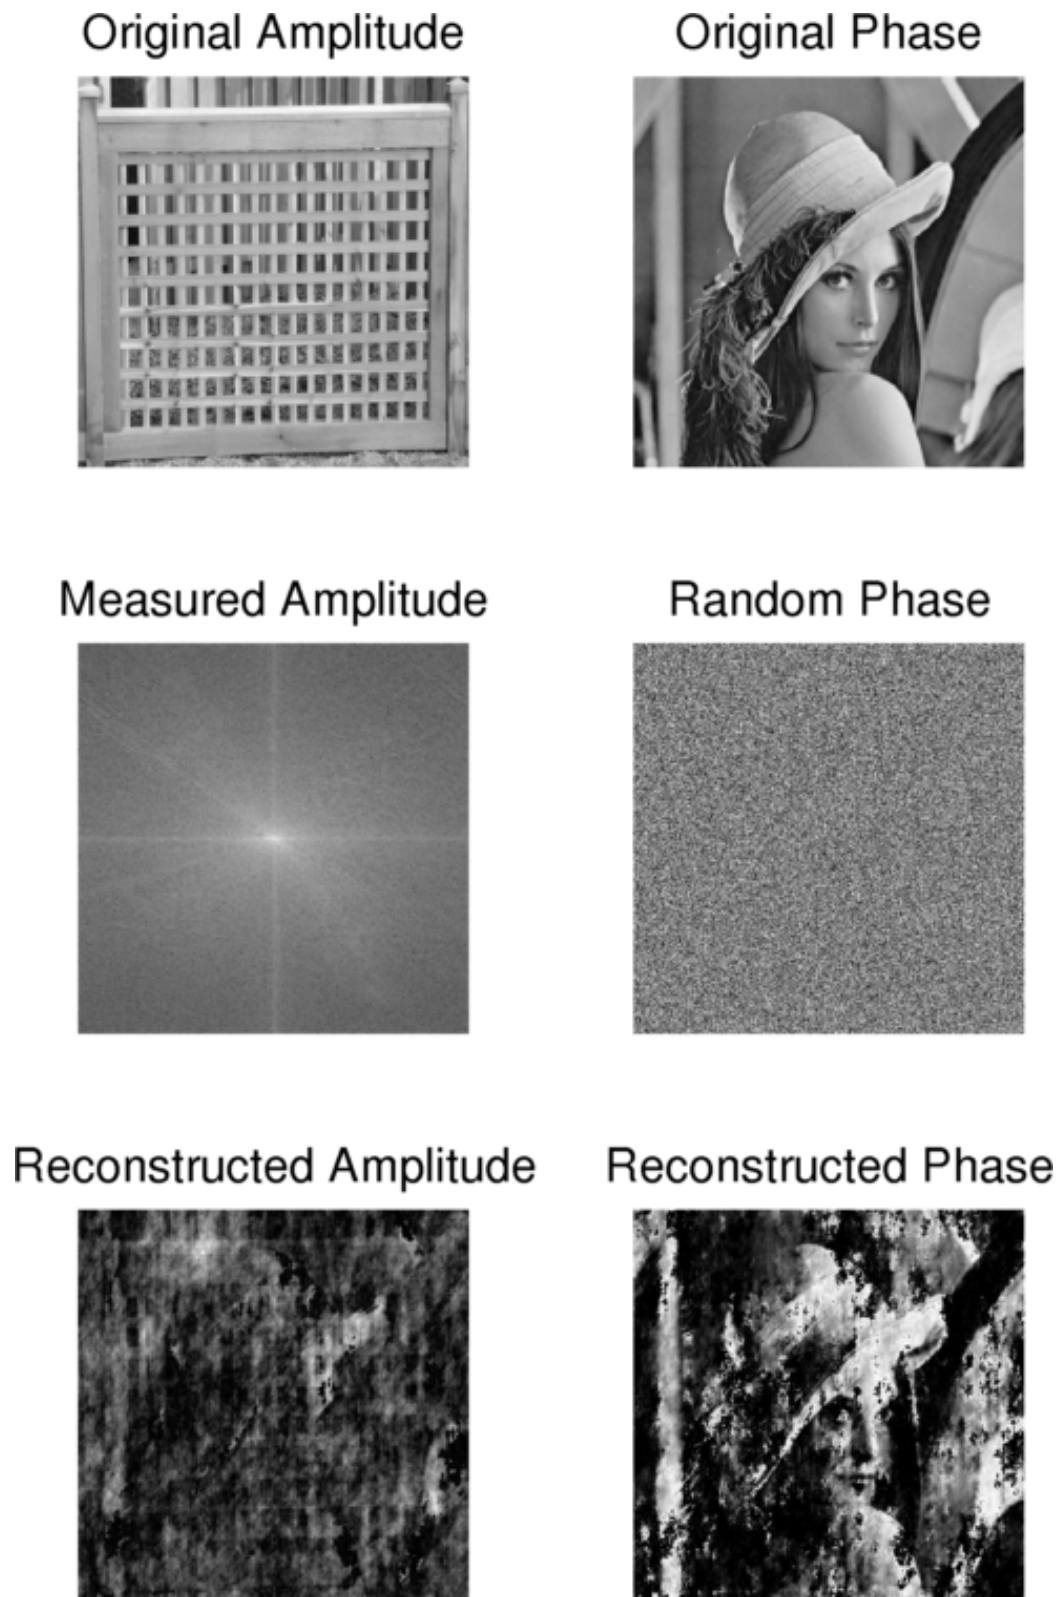 Original Amplitude
Original Phase
Measured Amplitude
Random Phase
Reconstructed Amplitude
Reconstructed Phase